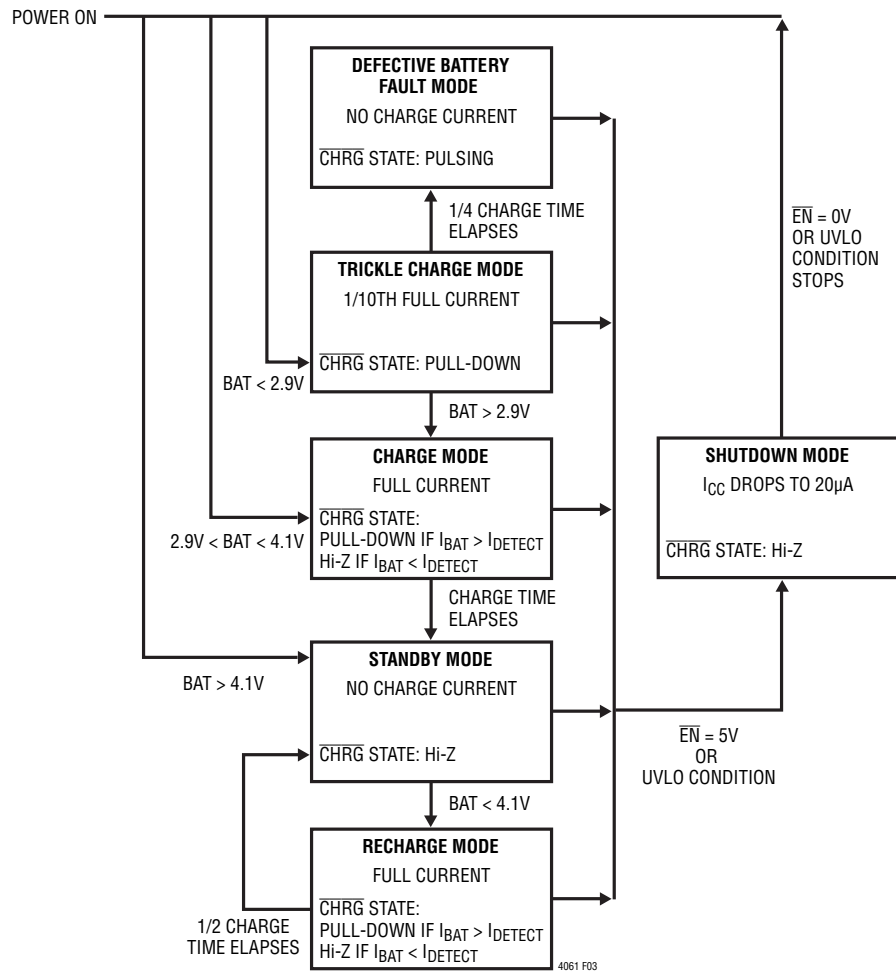 POWER ON
DEFECTIVE BATTERY
FAULT MODE
NO CHARGE CURRENT
CHRG STATE: PULSING
1/4 CHARGE TIME
ELAPSES
TRICKLE CHARGE MODE
1/10TH FULL CURRENT
CHRG STATE: PULL-DOWN
BAT < 2.9V
BAT > 2.9V
CHARGE MODE
FULL CURRENT
CHRG STATE:
PULL-DOWN IF IBAT > IDETECT
Hi-Z IF IBAT < IDETECT
2.9V < BAT < 4.1V
CHARGE TIME
ELAPSES
STANDBY MODE
NO CHARGE CURRENT
CHRG STATE: Hi-Z
BAT > 4.1V
BAT < 4.1V
RECHARGE MODE
FULL CURRENT
CHRG STATE:
PULL-DOWN IF IBAT > IDETECT
Hi-Z IF IBAT < IDETECT
1/2 CHARGE
TIME ELAPSES
EN = 0V
OR UVLO
CONDITION
STOPS
SHUTDOWN MODE
ICC DROPS TO 20µA
CHRG STATE: Hi-Z
EN = 5V
OR
UVLO CONDITION
4061 F03